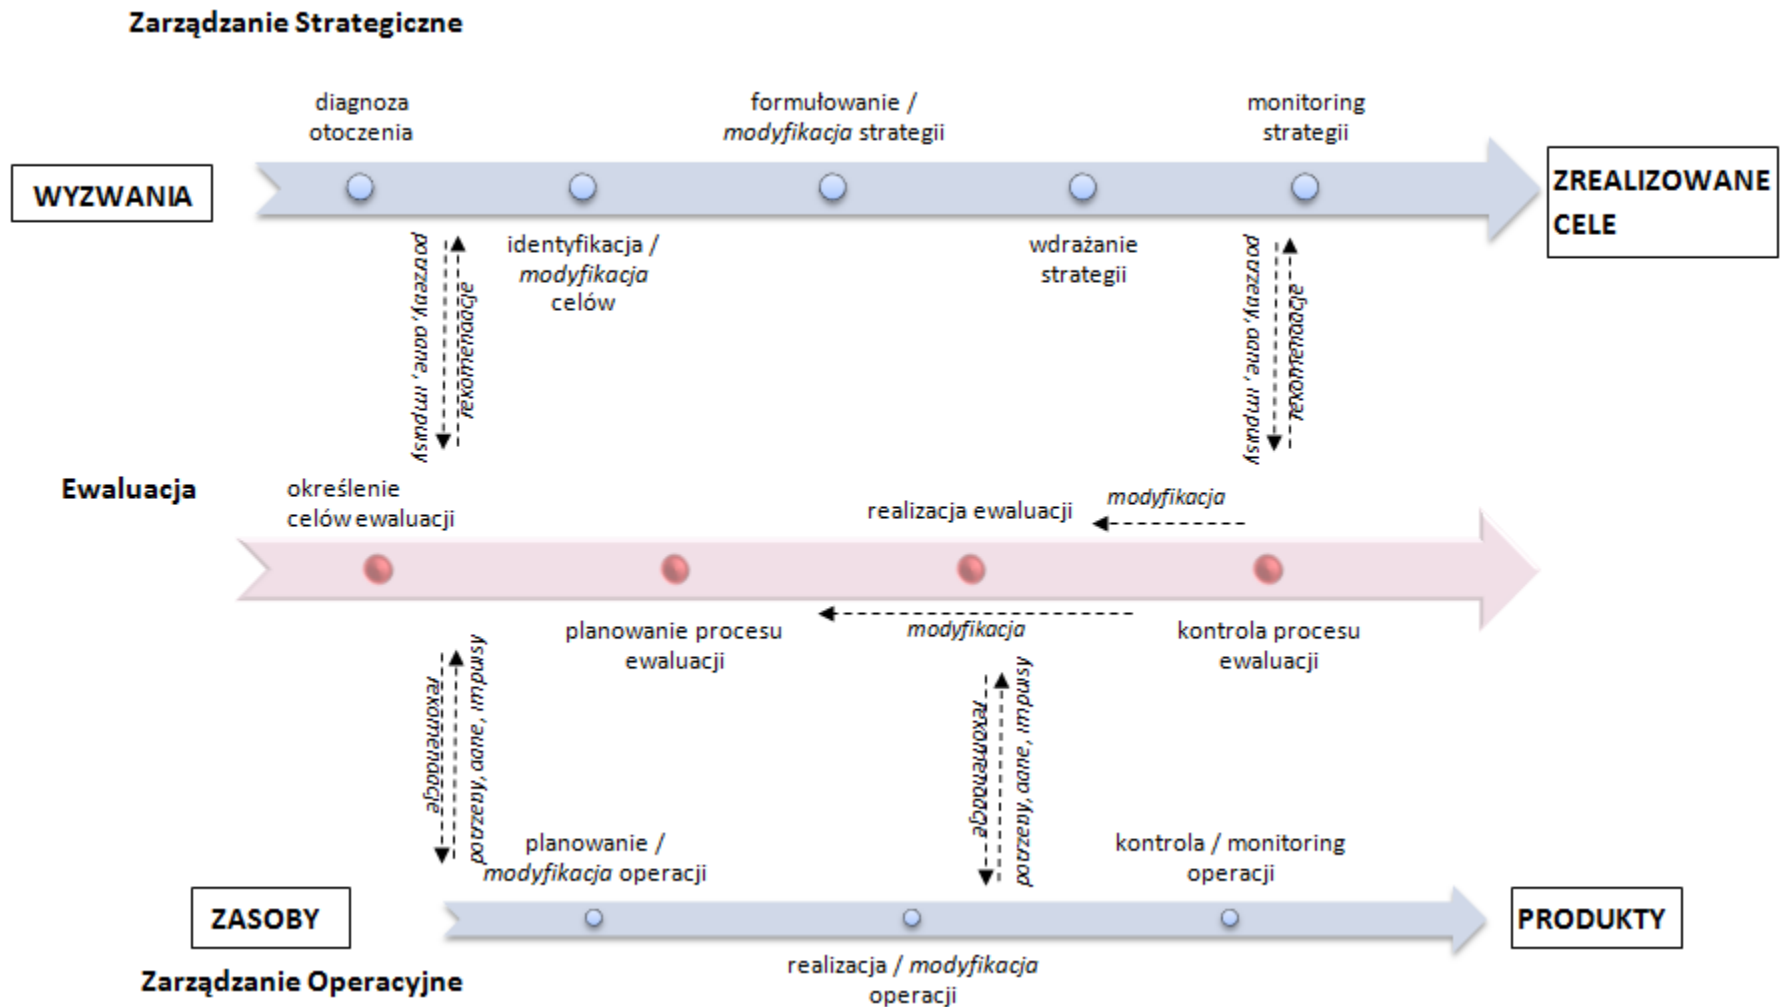 Zarządzanie Strategiczne
diagnoza
otoczenia
formułowanie /
modyfikacja strategii
monitoring
strategii
WYZWANIA
ZREALIZOWANE
CELE
identyfikacja /
modyfikacja
celów
wdrażanie
strategii
potrzeby, dane, impulsy
rekomendacje
potrzeby, dane, impulsy
rekomendacje
Ewaluacja
określenie
celów ewaluacji
realizacja ewaluacji
modyfikacja
planowanie procesu
ewaluacji
modyfikacja
kontrola procesu
ewaluacji
rekomendacje
potrzeby, dane, impulsy
rekomendacje
potrzeby, dane, impulsy
planowanie /
modyfikacja operacji
kontrola / monitoring
operacji
ZASOBY
PRODUKTY
realizacja / modyfikacja
operacji
Zarządzanie Operacyjne